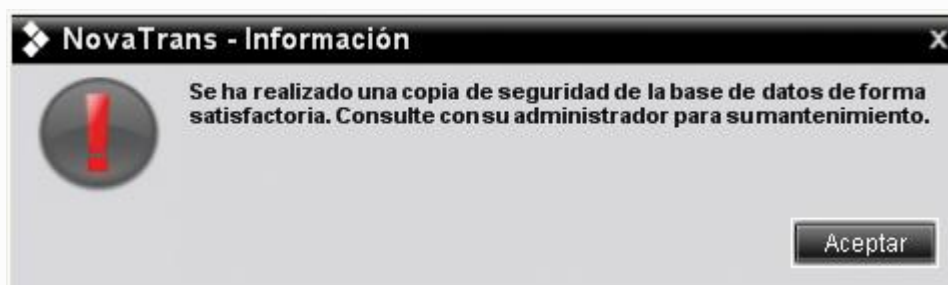 NovaTrans - Información
x
Se ha realizado una copia de seguridad de la base de datos de forma
satisfactoria. Consulte con su administrador para su mantenimiento.
Aceptar